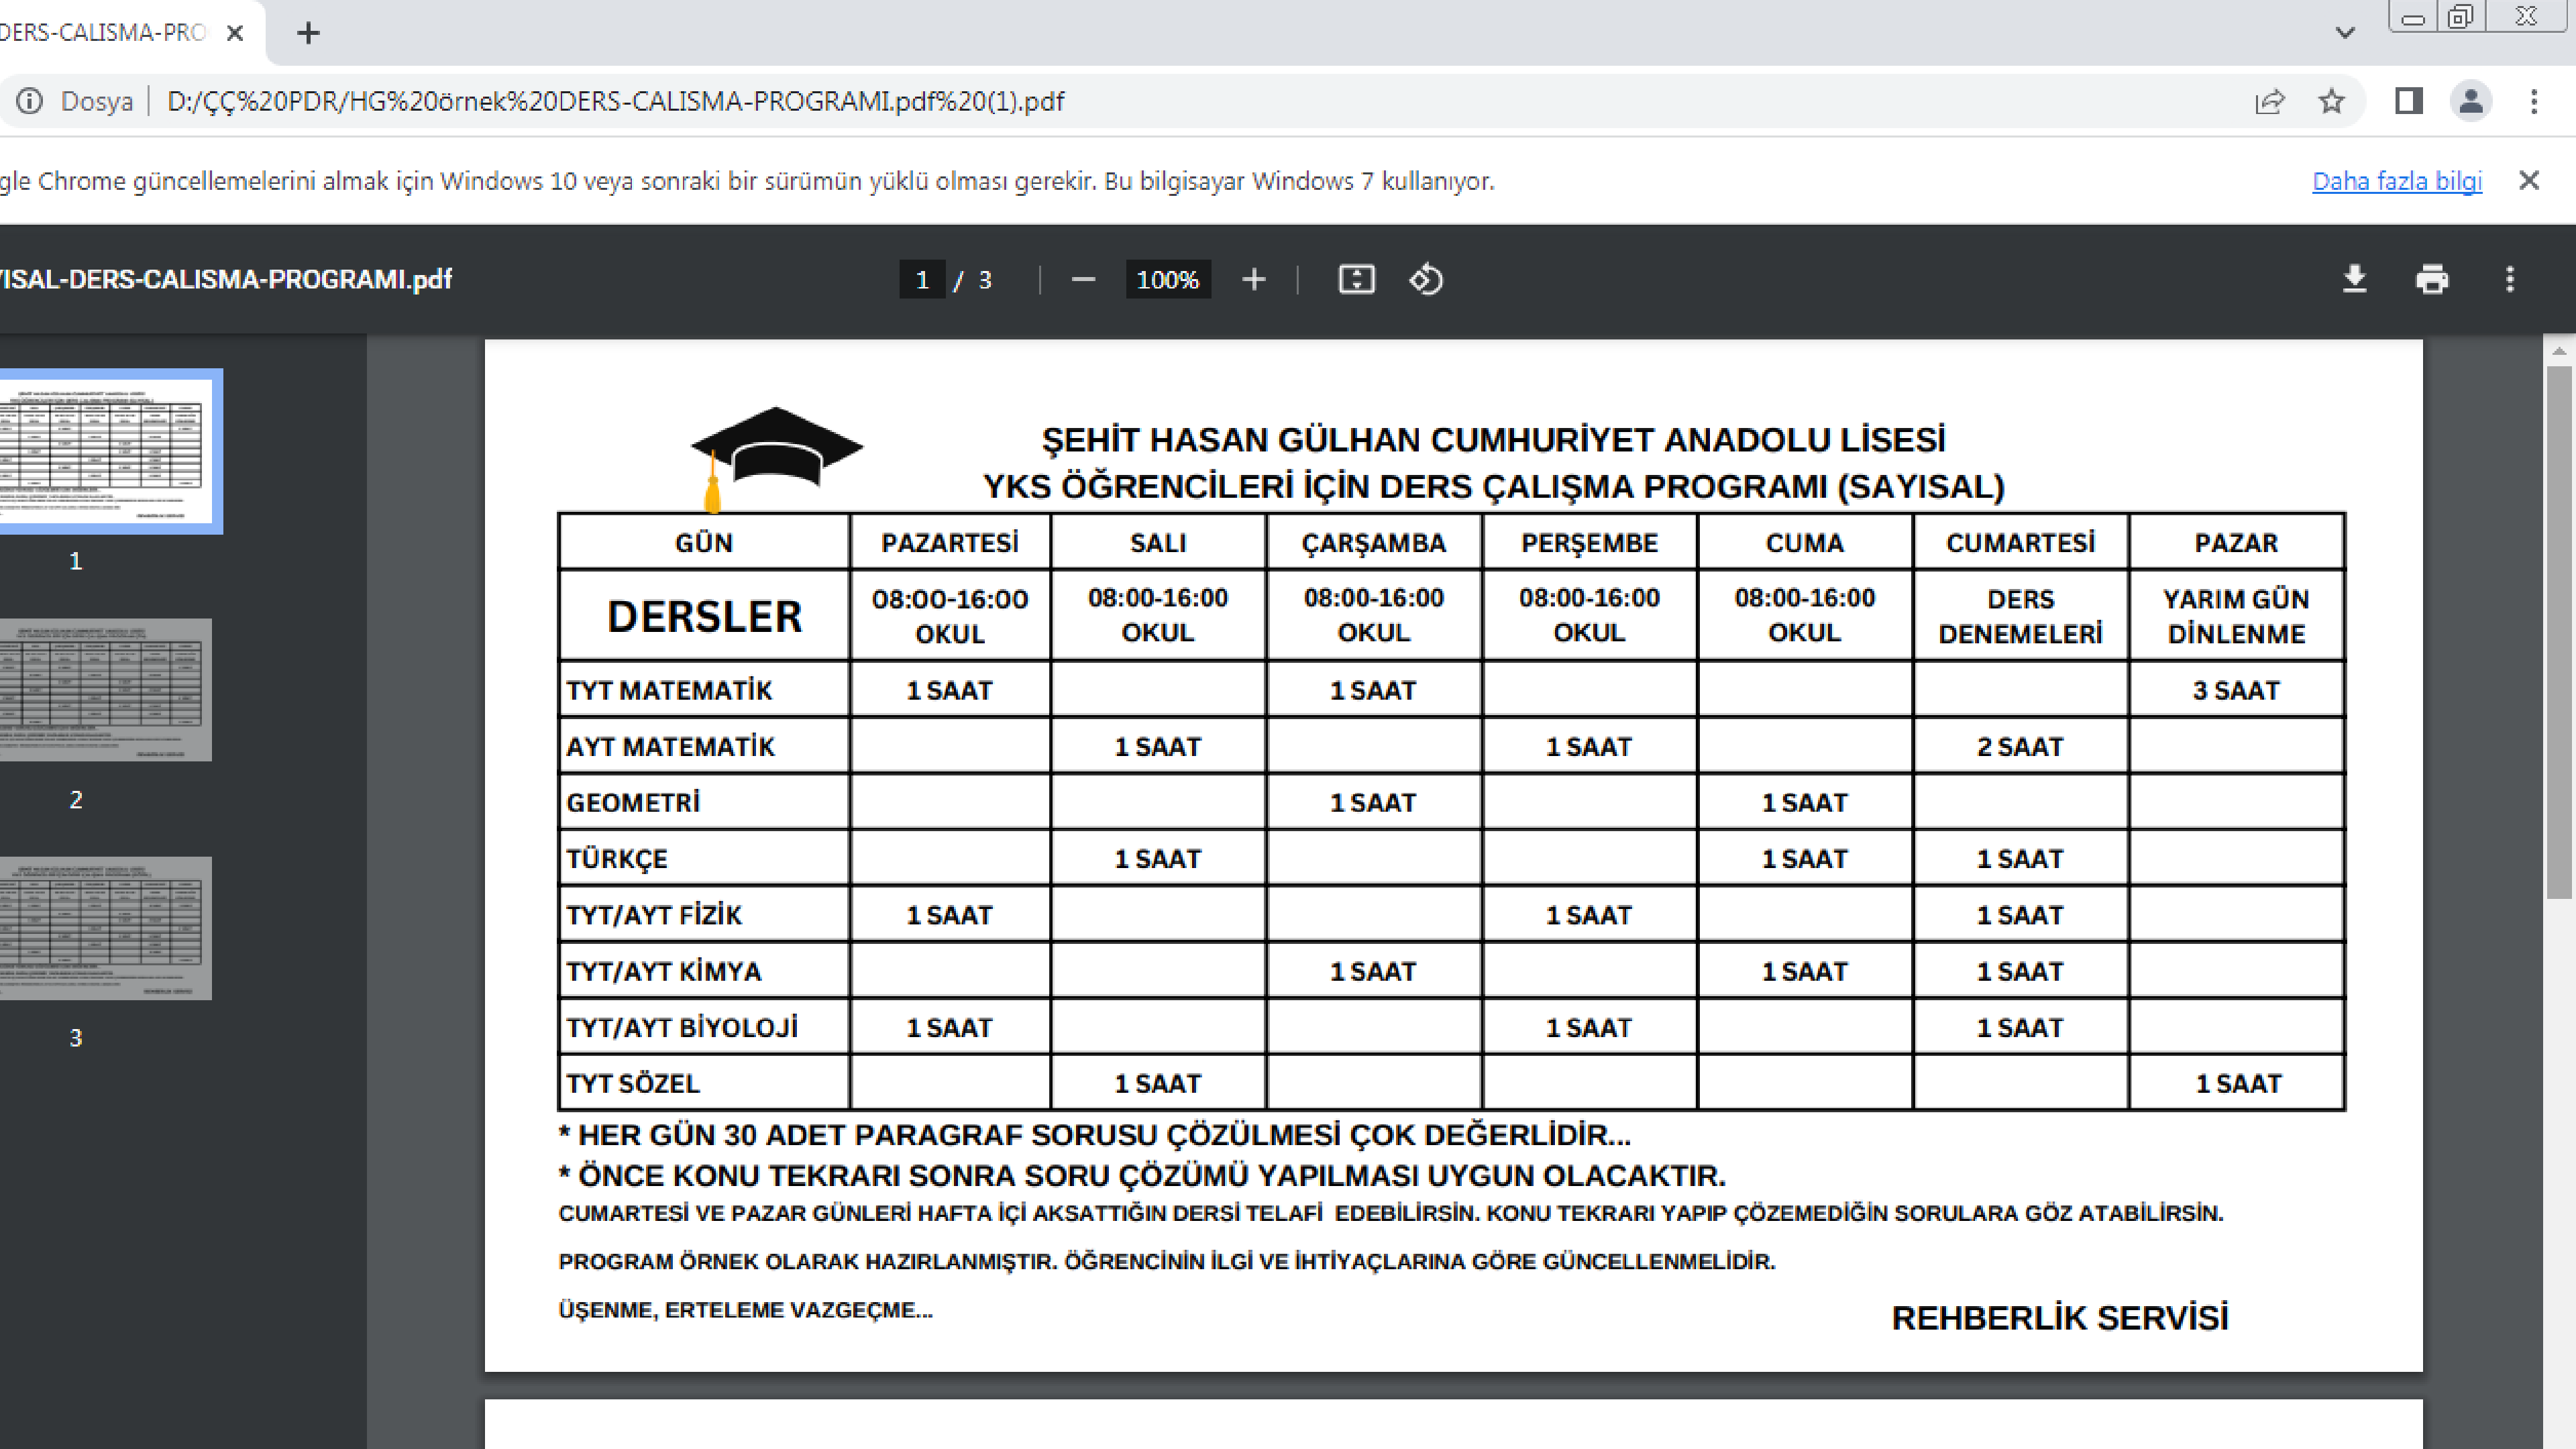 DERS-CALISMA-PRO
Dosya D:/ÇÇ%20PDR/HG%20örnek%20DERS-CALISMA-PROGRAMI.pdf%20(1).pdf
gle Chrome güncellemelerini almak için Windows 10 veya sonraki bir sürümün yüklü olması gerekir. Bu bilgisayar Windows 7 kullanıyor. Daha fazla bilgi
YISAL-DERS-CALISMA-PROGRAMI.pdf 1 / 3 100%
1
2
3
ŞEHİT HASAN GÜLHAN CUMHURİYET ANADOLU LİSESİ
YKS ÖĞRENCİLERİ İÇİN DERS ÇALIŞMA PROGRAMI (SAYISAL)
GÜN PAZARTESİ SALI ÇARŞAMBA PERŞEMBE CUMA CUMARTESİ PAZAR
DERSLER 08:00-16:00 OKUL 08:00-16:00 OKUL 08:00-16:00 OKUL 08:00-16:00 OKUL 08:00-16:00 OKUL DERS DENEMELERİ YARIM GÜN DİNLENME
TYT MATEMATİK 1 SAAT 1 SAAT 3 SAAT
AYT MATEMATİK 1 SAAT 1 SAAT 2 SAAT
GEOMETRİ 1 SAAT 1 SAAT
TÜRKÇE 1 SAAT 1 SAAT 1 SAAT
TYT/AYT FİZİK 1 SAAT 1 SAAT 1 SAAT
TYT/AYT KİMYA 1 SAAT 1 SAAT 1 SAAT
TYT/AYT BİYOLOJİ 1 SAAT 1 SAAT 1 SAAT
TYT SÖZEL 1 SAAT 1 SAAT
* HER GÜN 30 ADET PARAGRAF SORUSU ÇÖZÜLMESİ ÇOK DEĞERLİDİR...
* ÖNCE KONU TEKRARI SONRA SORU ÇÖZÜMÜ YAPILMASI UYGUN OLACAKTIR.
CUMARTESİ VE PAZAR GÜNLERİ HAFTA İÇİ AKSATTIĞIN DERSİ TELAFİ EDEBİLİRSİN. KONU TEKRARI YAPIP ÇÖZEMEDİĞİN SORULARA GÖZ ATABİLİRSİN.
PROGRAM ÖRNEK OLARAK HAZIRLANMIŞTIR. ÖĞRENCİNİN İLGİ VE İHTİYAÇLARINA GÖRE GÜNCELLENMELİDİR.
ÜŞENME, ERTELEME VAZGEÇME...
REHBERLİK SERVİSİ